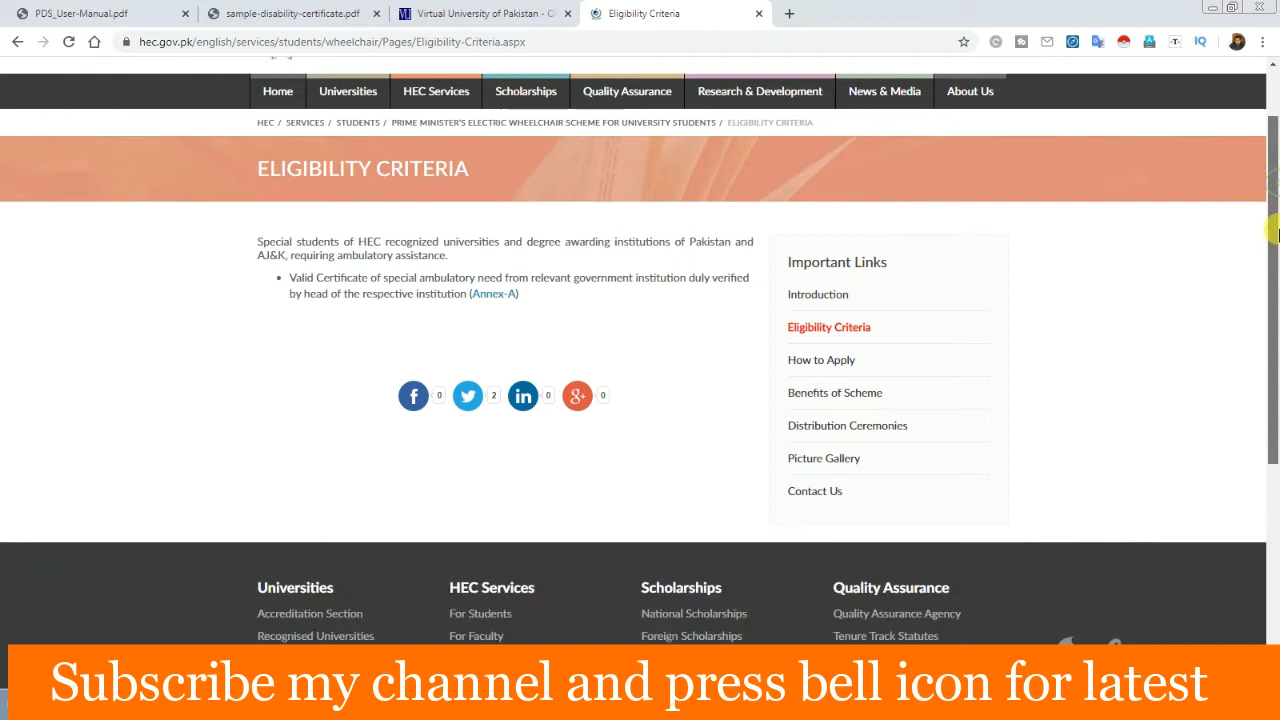 PDS_User-Manual.pdf
sample-disability-certificate.pdf
Virtual University of Pakistan - O
Eligibility Criteria
hec.gov.pk/english/services/students/wheelchair/Pages/Eligibility-Criteria.aspx
Home
Universities
HEC Services
Scholarships
Quality Assurance
Research & Development
News & Media
About Us
HEC / SERVICES / STUDENTS / PRIME MINISTER'S ELECTRIC WHEELCHAIR SCHEME FOR UNIVERSITY STUDENTS / ELIGIBILITY CRITERIA
ELIGIBILITY CRITERIA
Special students of HEC recognized universities and degree awarding institutions of Pakistan and
AJ&K, requiring ambulatory assistance.
• Valid Certificate of special ambulatory need from relevant government institution duly verified
by head of the respective institution (Annex-A)
0
2
0
0
Important Links
Introduction
Eligibility Criteria
How to Apply
Benefits of Scheme
Distribution Ceremonies
Picture Gallery
Contact Us
Universities
Accreditation Section
Recognised Universities
HEC Services
For Students
For Faculty
Scholarships
National Scholarships
Foreign Scholarships
Quality Assurance
Quality Assurance Agency
Tenure Track Statutes
Subscribe my channel and press bell icon for latest